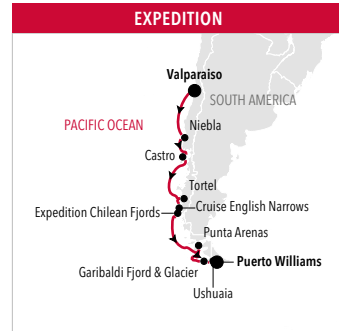 EXPEDITION
Valparaiso
SOUTH AMERICA
PACIFIC OCEAN
Niebla
Castro
Tortel
Cruise English Narrows
Expedition Chilean Fjords
Punta Arenas
Puerto Williams
Garibaldi Fjord & Glacier
Ushuaia